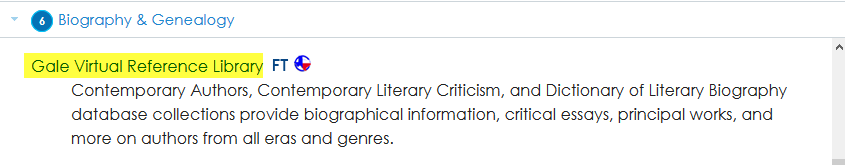 6 Biography & Genealogy
Gale Virtual Reference Library FT
Contemporary Authors, Contemporary Literary Criticism, and Dictionary of Literary Biography
database collections provide biographical information, critical essays, principal works, and
more on authors from all eras and genres.